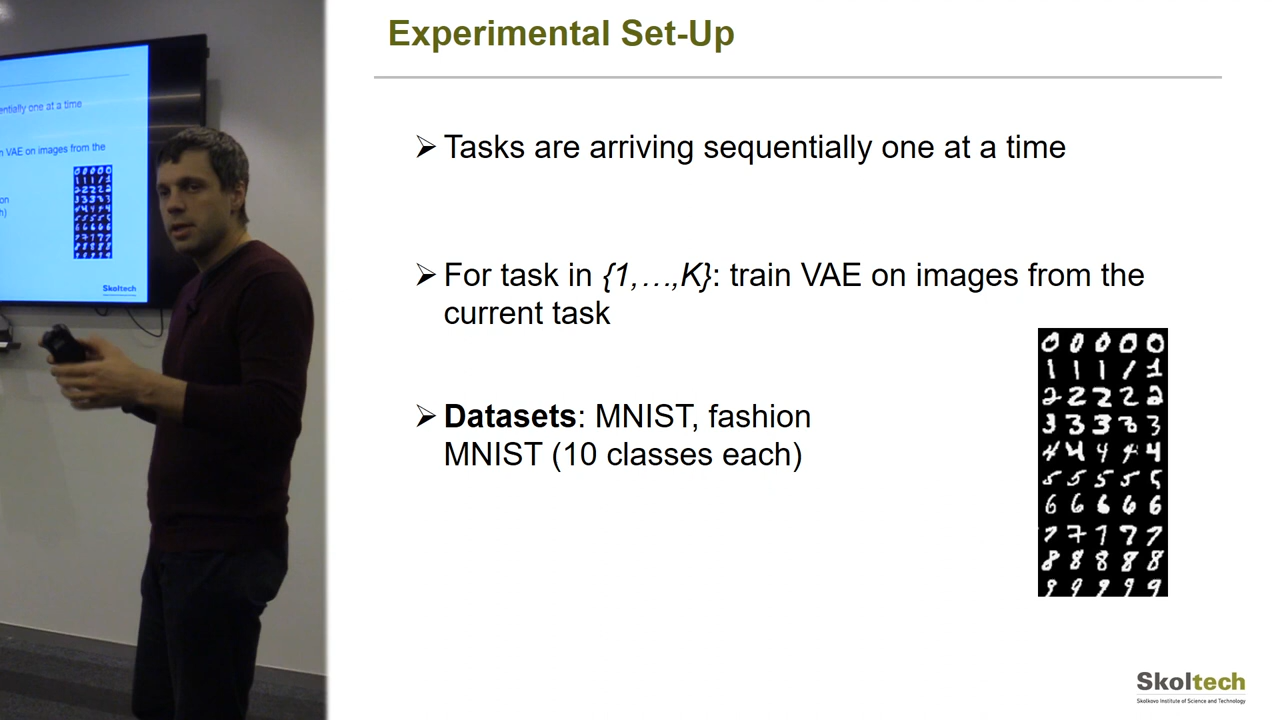 Experimental Set-Up
Tasks are arriving sequentially one at a time
For task in {1,…,K}: train VAE on images from the
current task
Datasets: MNIST, fashion
MNIST (10 classes each)
0 0 0 0 0
1 1 1 1 1
2 2 2 2 2
3 3 3 3 3
4 4 4 4 4
5 5 5 5 5
6 6 6 6 6
7 7 7 7 7
8 8 8 8 8
9 9 9 9 9
Skoltech
Skolkovo Institute of Science and Technology
one at a time
VAE on images from the
Skoltech